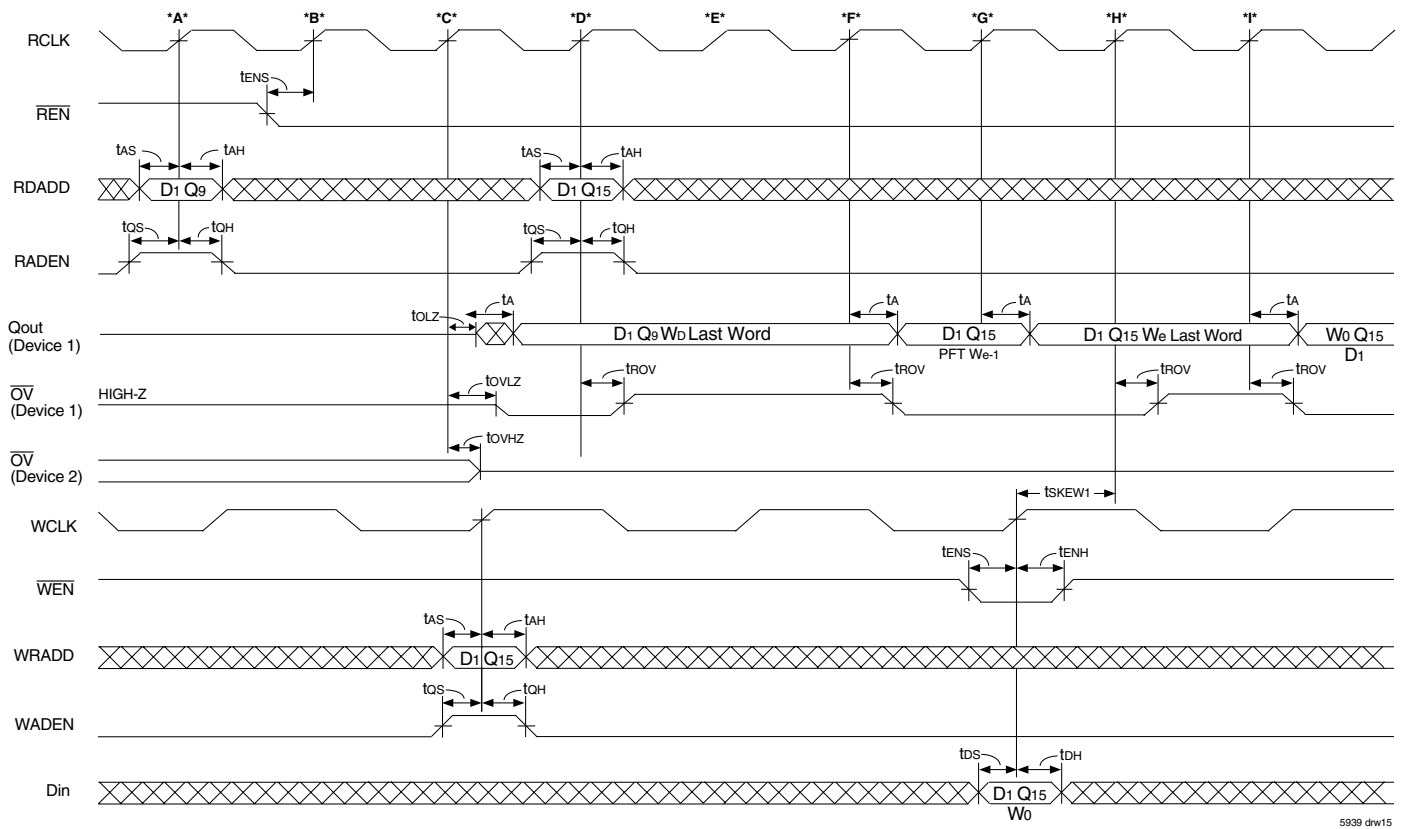 *A* *B* *C* *D* *E* *F* *G* *H* *I*
RCLK
tENS
REN
tAS tAH tAS tAH
RDADD D1 Q9 D1 Q15
tQS tQH tQS tQH
RADEN
tOLZ tA tA tA tA
Qout
(Device 1)
D1 Q9 WD Last Word D1 Q15 D1 Q15 We Last Word W0 Q15
PFT We-1 D1
tOVLZ tROV tROV tROV tROV
OV
(Device 1)
HIGH-Z
tOVHZ
OV
(Device 2)
tSKEW1
WCLK
tENS tENH
WEN
tAS tAH
WRADD D1 Q15
tQS tQH
WADEN
tDS tDH
Din D1 Q15
W0
5939 drw15